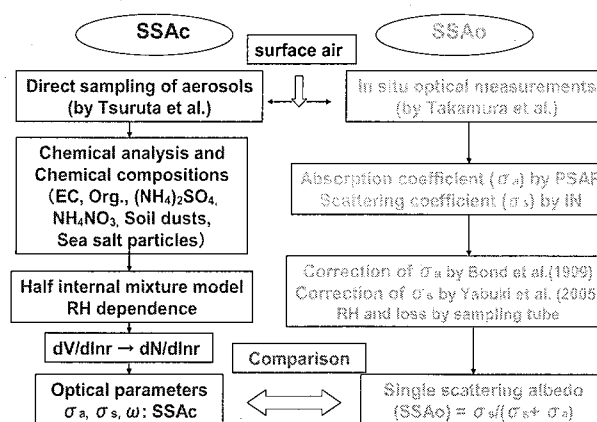 SSAc
SSAo
surface air
Direct sampling of aerosols
(by Tsuruta et al.)
In situ optical measurements
(by Takamura et al.)
Chemical analysis and
Chemical compositions
(EC, Org., (NH₄)₂SO₄,
NH₄NO₃, Soil dusts,
Sea salt particles)
Absorption coefficient (σa) by PSAP
Scattering coefficient (σs) by IN
Half internal mixture model
RH dependence
Correction of σa by Bond et al.(1909)
Correction of σs by Yabuki et al. (2005
RH and loss by sampling tube
dV/dlnr → dN/dlnr
Comparison
Optical parameters
σa, σs, ω: SSAc
Single scattering albedo
(SSAo) = σs/(σs+ σa)